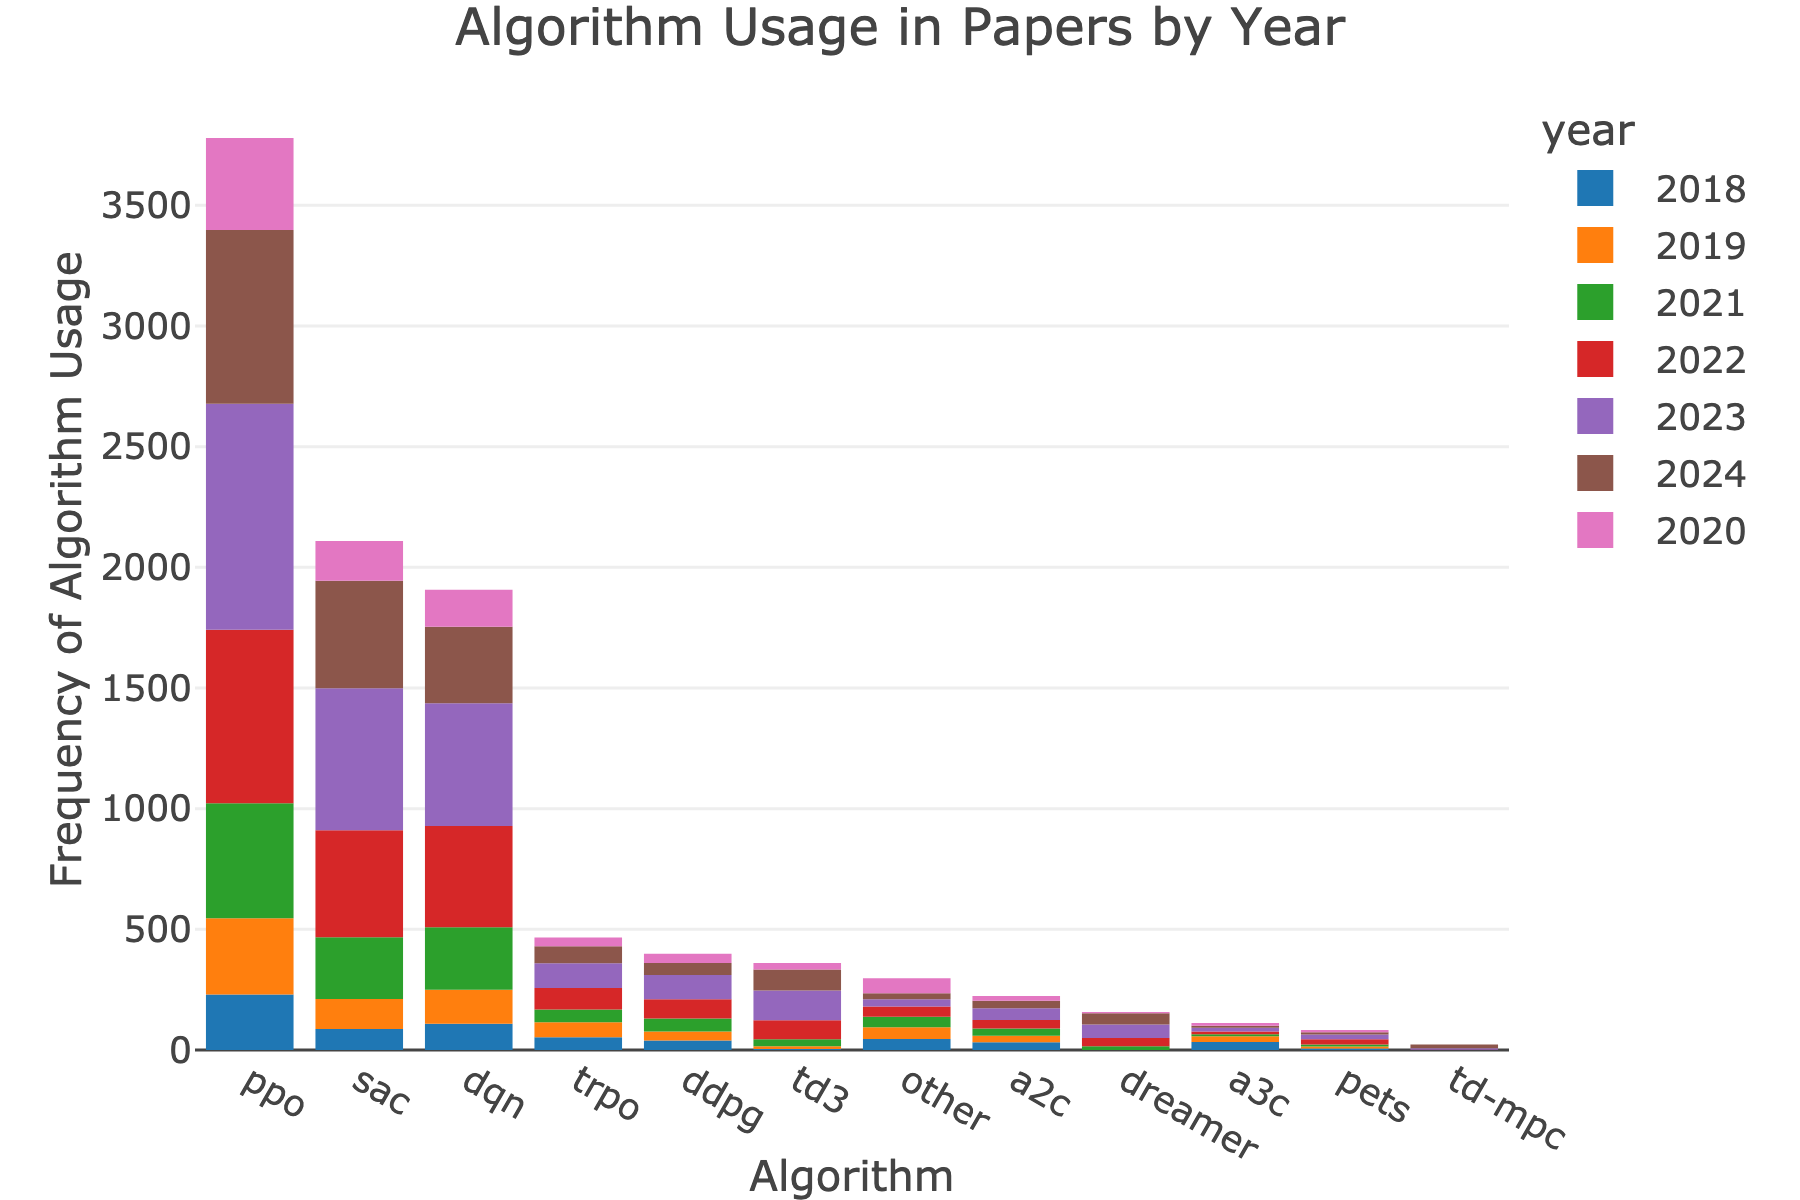 Algorithm Usage in Papers by Year
year
2018
2019
2021
2022
2023
2024
2020
Frequency of Algorithm Usage
3500
3000
2500
2000
1500
1000
500
0
ppo
sac
dqn
trpo
ddpg
td3
other
a2c
dreamer
a3c
pets
td-mpc
Algorithm